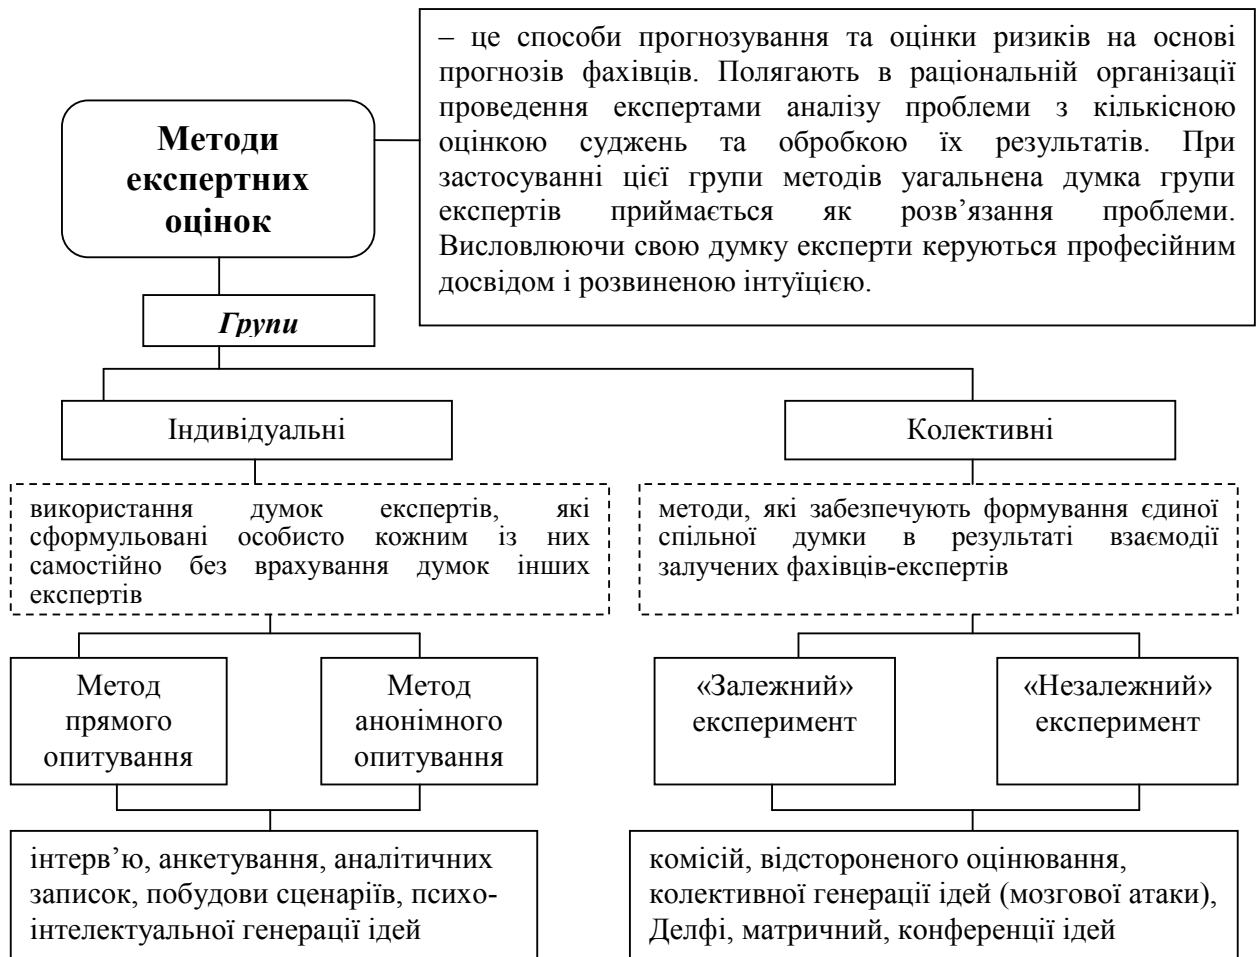 – це способи прогнозування та оцінки ризиків на основі
прогнозів фахівців. Полягають в раціональній організації
проведення експертами аналізу проблеми з кількісною
оцінкою суджень та обробкою їх результатів. При
застосуванні цієї групи методів уагальнена думка групи
експертів приймається як розв’язання проблеми.
Висловлюючи свою думку експерти керуються професійним
досвідом і розвиненою інтуїцією.
Методи
експертних
оцінок
Групи
Індивідуальні
Колективні
використання думок експертів, які
сформульовані особисто кожним із них
самостійно без врахування думок інших
експертів
методи, які забезпечують формування єдиної
спільної думки в результаті взаємодії
залучених фахівців-експертів
Метод
прямого
опитування
Метод
анонімного
опитування
«Залежний»
експеримент
«Незалежний»
експеримент
інтерв’ю, анкетування, аналітичних
записок, побудови сценаріїв, психо-
інтелектуальної генерації ідей
комісій, відстороненого оцінювання,
колективної генерації ідей (мозгової атаки),
Делфі, матричний, конференції ідей